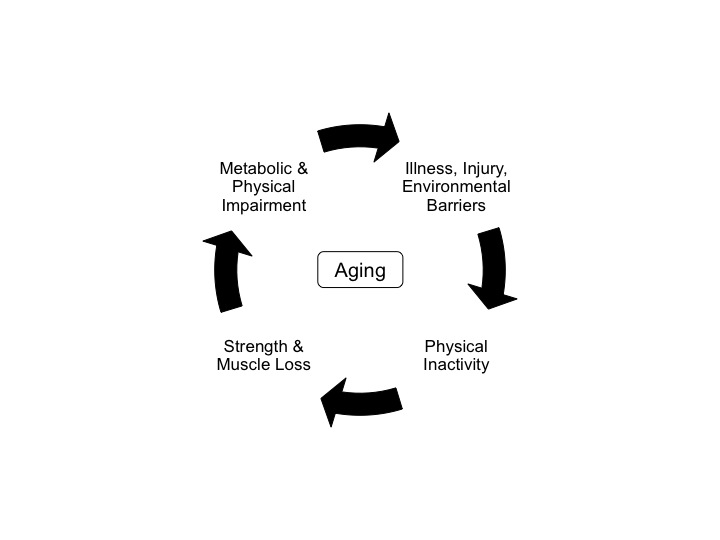 Metabolic &
Physical
Impairment
Illness, Injury,
Environmental
Barriers
Aging
Strength &
Muscle Loss
Physical
Inactivity